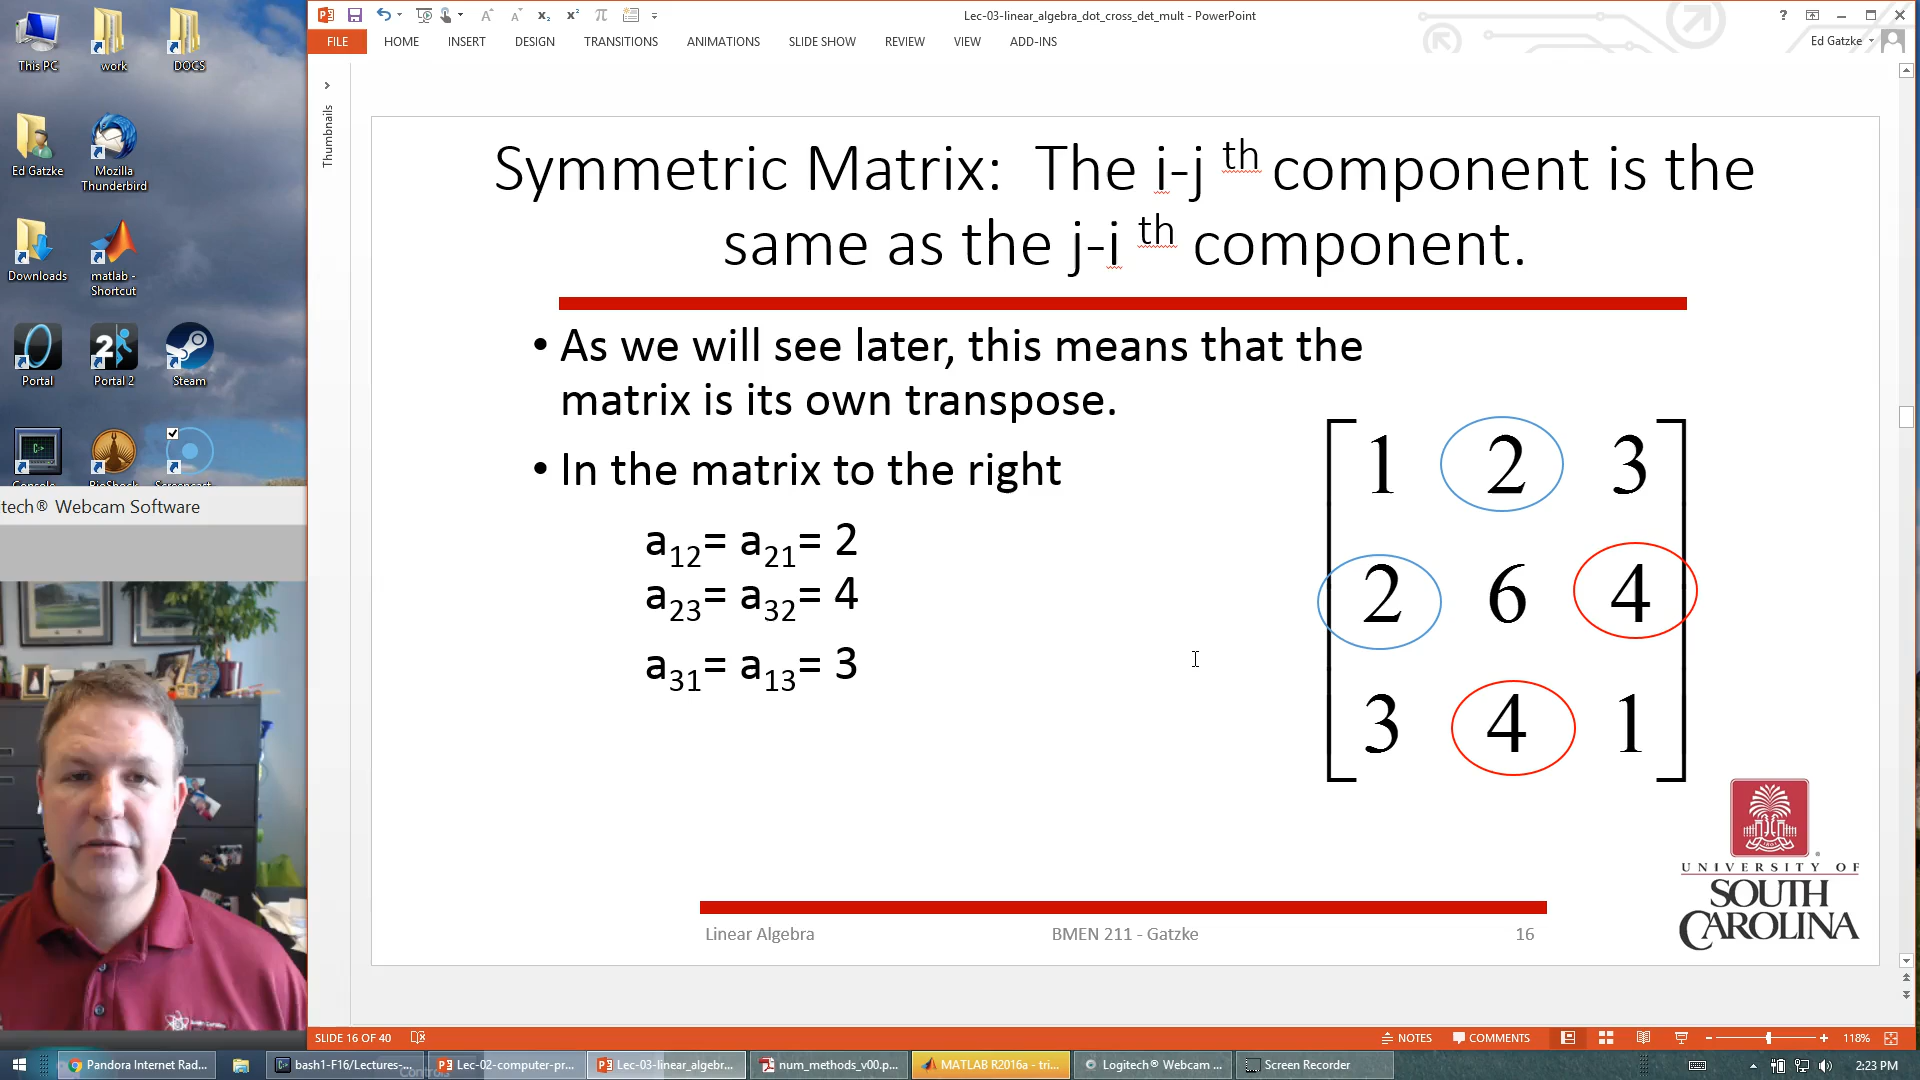 Lec-03-linear_algebra_dot_cross_det_mult - PowerPoint
FILE HOME INSERT DESIGN TRANSITIONS ANIMATIONS SLIDE SHOW REVIEW VIEW ADD-INS
Ed Gatzke
This PC work DOCS
Ed Gatzke Mozilla Thunderbird
Downloads matlab - Shortcut
Portal Portal 2 Steam
tech® Webcam Software
Thumbnails
Symmetric Matrix: The i-j th component is the
same as the j-i th component.
• As we will see later, this means that the
matrix is its own transpose.
• In the matrix to the right
a12= a21= 2
a23= a32= 4
a31= a13= 3
1 2 3
2 6 4
3 4 1
UNIVERSITY OF
SOUTH
CAROLINA
Linear Algebra BMEN 211 - Gatzke 16
SLIDE 16 OF 40 NOTES COMMENTS 118%
Pandora Internet Rad... bash1-F16/Lectures-... Lec-02-computer-pr... Lec-03-linear_algebr... num_methods_v00.p... MATLAB R2016a - tri... Logitech® Webcam ... Screen Recorder 2:23 PM